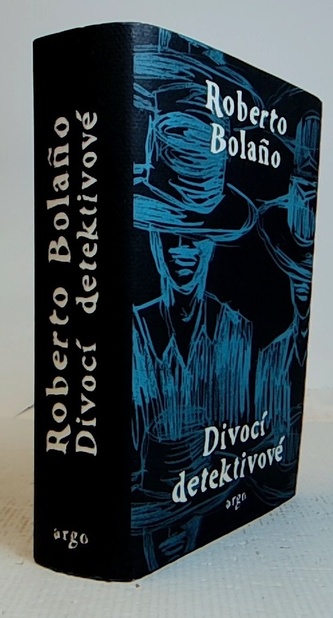 Roberto Bolaño
Divocí detektivové
argo
Roberto
Bolaño
Divocí
detektivové
argo